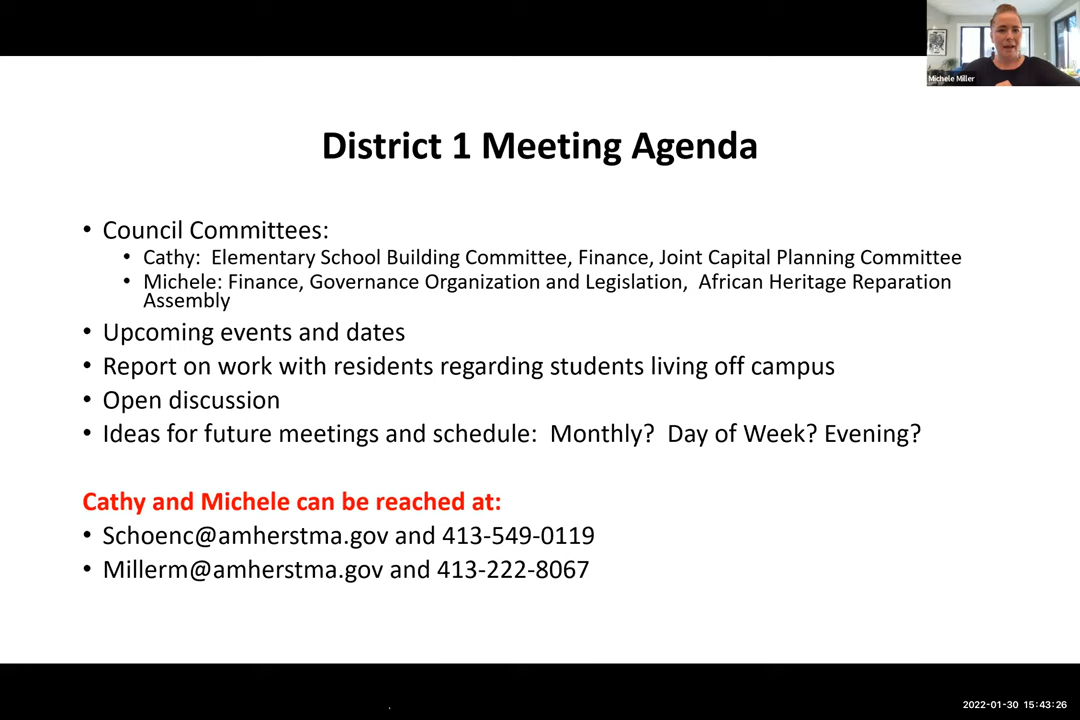 Michele Miller
District 1 Meeting Agenda
• Council Committees:
• Cathy:  Elementary School Building Committee, Finance, Joint Capital Planning Committee
• Michele: Finance, Governance Organization and Legislation,  African Heritage Reparation
Assembly
• Upcoming events and dates
• Report on work with residents regarding students living off campus
• Open discussion
• Ideas for future meetings and schedule:  Monthly?  Day of Week? Evening?
Cathy and Michele can be reached at:
• Schoenc@amherstma.gov and 413-549-0119
• Millerm@amherstma.gov and 413-222-8067
2022-01-30  15:43:26